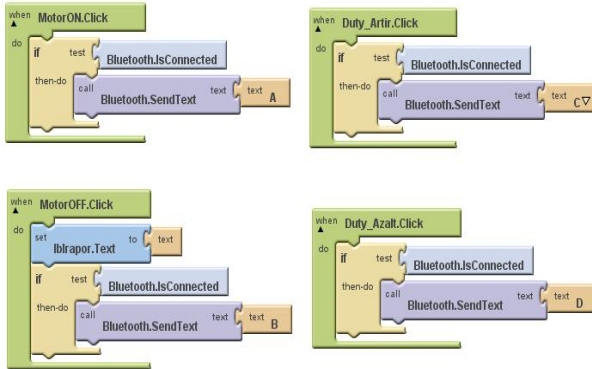 when MotorON.Click
do if test Bluetooth.IsConnected
then-do call Bluetooth.SendText text text A
when Duty_Artir.Click
do if test Bluetooth.IsConnected
then-do call Bluetooth.SendText text text C
when MotorOFF.Click
do set lblrapor.Text to text
if test Bluetooth.IsConnected
then-do call Bluetooth.SendText text text B
when Duty_Azalt.Click
do if test Bluetooth.IsConnected
then-do call Bluetooth.SendText text text D